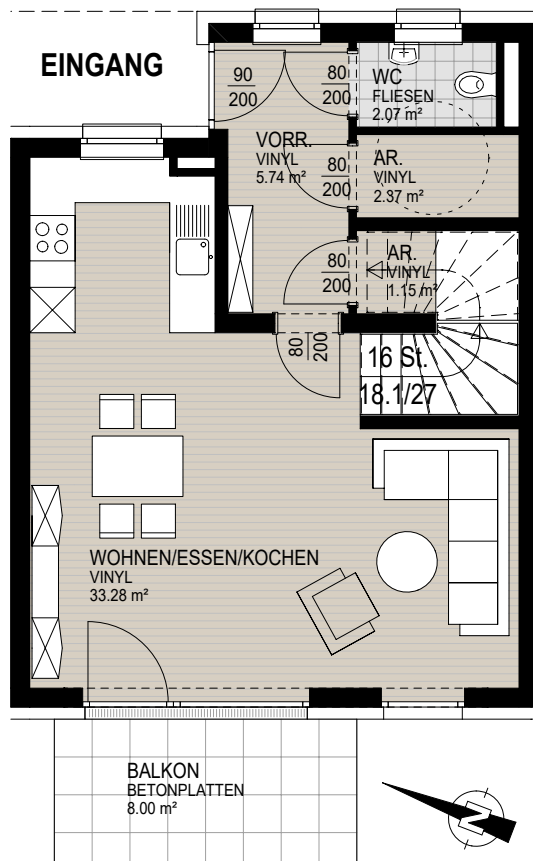 EINGANG
90
200
80
200
WC
FLIESEN
2.07 m²
VORR.
VINYL
5.74 m²
80
200
AR.
VINYL
2.37 m²
80
200
AR.
VINYL
1.15 m²
80
200
16 St.
18.1/27
WOHNEN/ESSEN/KOCHEN
VINYL
33.28 m²
BALKON
BETONPLATTEN
8.00 m²
N